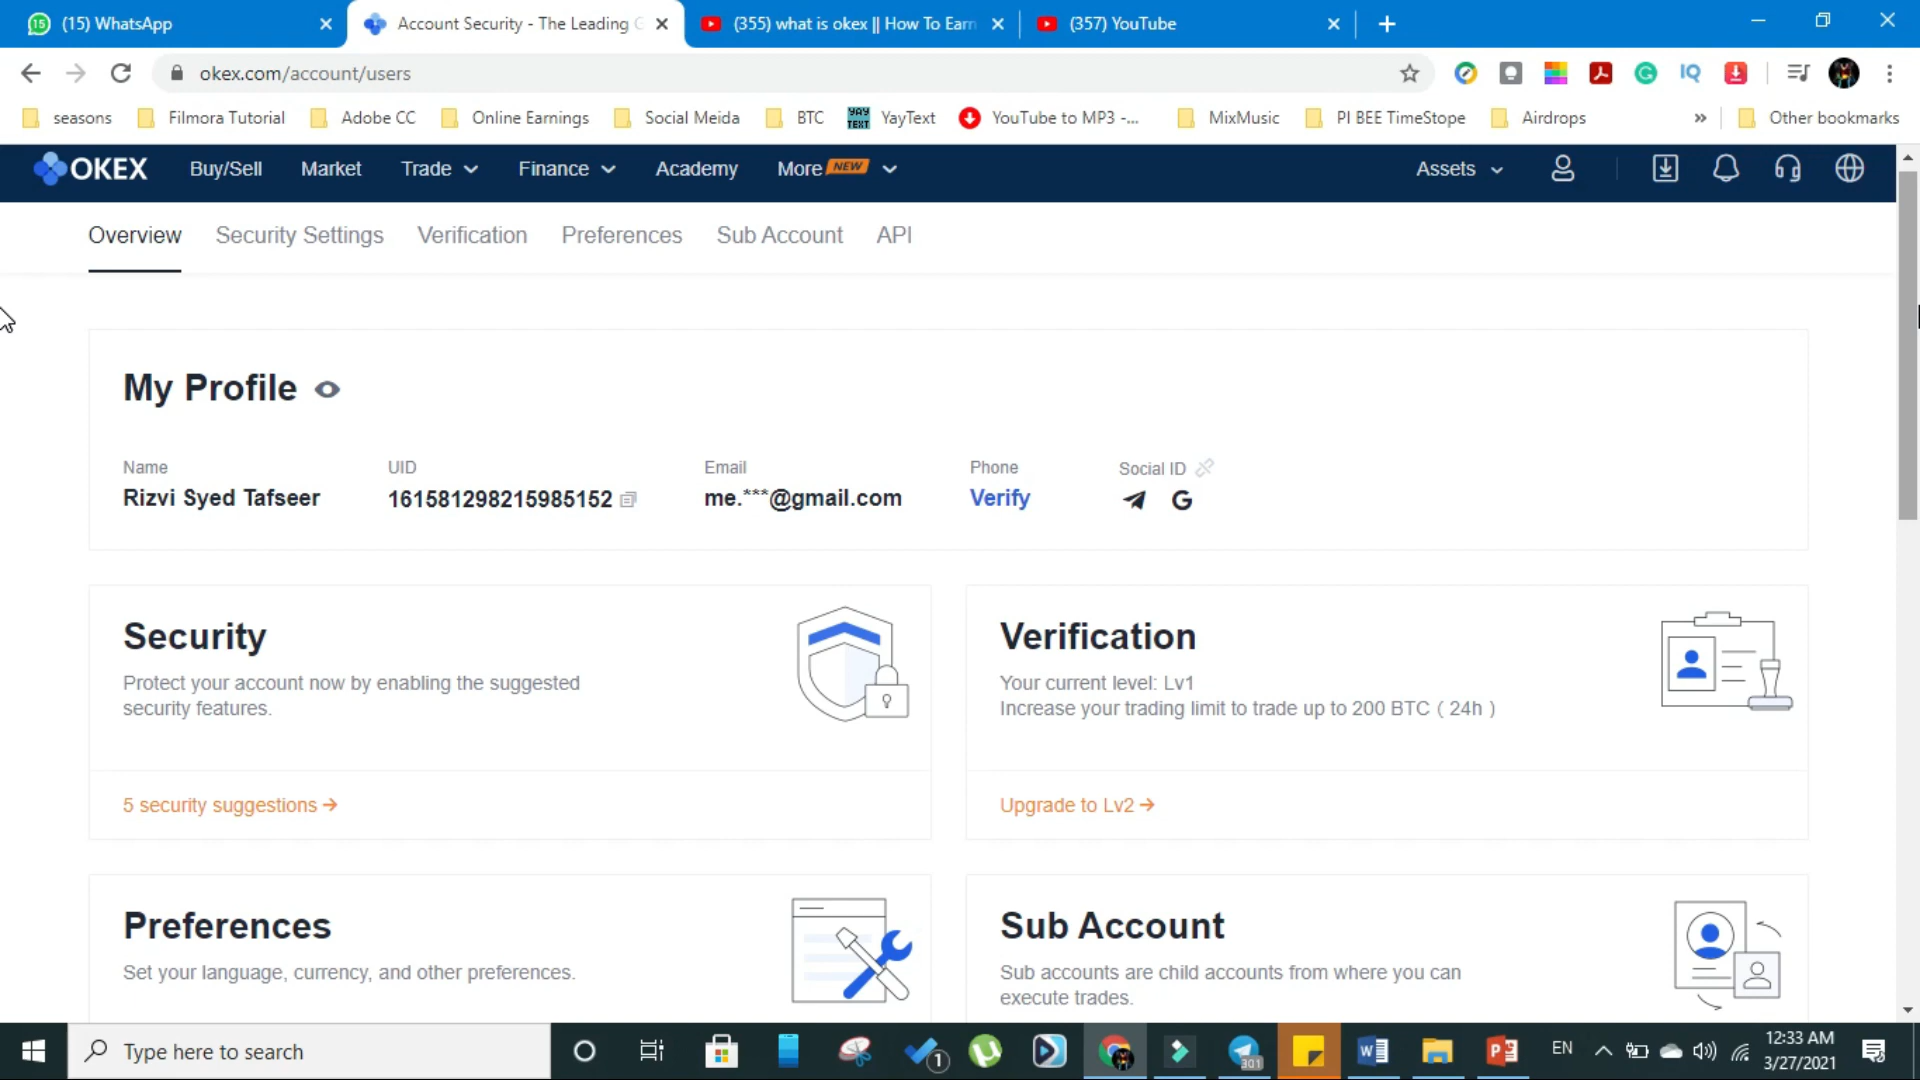 (15) WhatsApp
Account Security - The Leading
(355) what is okex || How To Earn
(357) YouTube
okex.com/account/users
seasons
Filmora Tutorial
Adobe CC
Online Earnings
Social Meida
BTC
YAY TEXT
YayText
YouTube to MP3 -...
MixMusic
PI BEE TimeStope
Airdrops
Other bookmarks
OKEX
Buy/Sell
Market
Trade
Finance
Academy
More NEW
Assets
Overview
Security Settings
Verification
Preferences
Sub Account
API
My Profile
Name
UID
Email
Phone
Social ID
Rizvi Syed Tafseer
161581298215985152
me.***@gmail.com
Verify
Security
Protect your account now by enabling the suggested
security features.
5 security suggestions
Verification
Your current level: Lv1
Increase your trading limit to trade up to 200 BTC ( 24h )
Upgrade to Lv2
Preferences
Set your language, currency, and other preferences.
Sub Account
Sub accounts are child accounts from where you can
execute trades.
Type here to search
1
301
EN
12:33 AM
3/27/2021